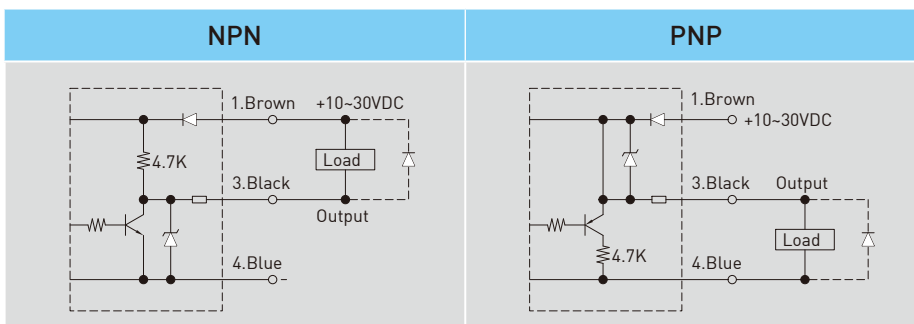 NPN
PNP
1.Brown +10~30VDC
4.7K
Load
3.Black
Output
4.Blue -
1.Brown
+10~30VDC
3.Black Output
Load
4.7K
4.Blue